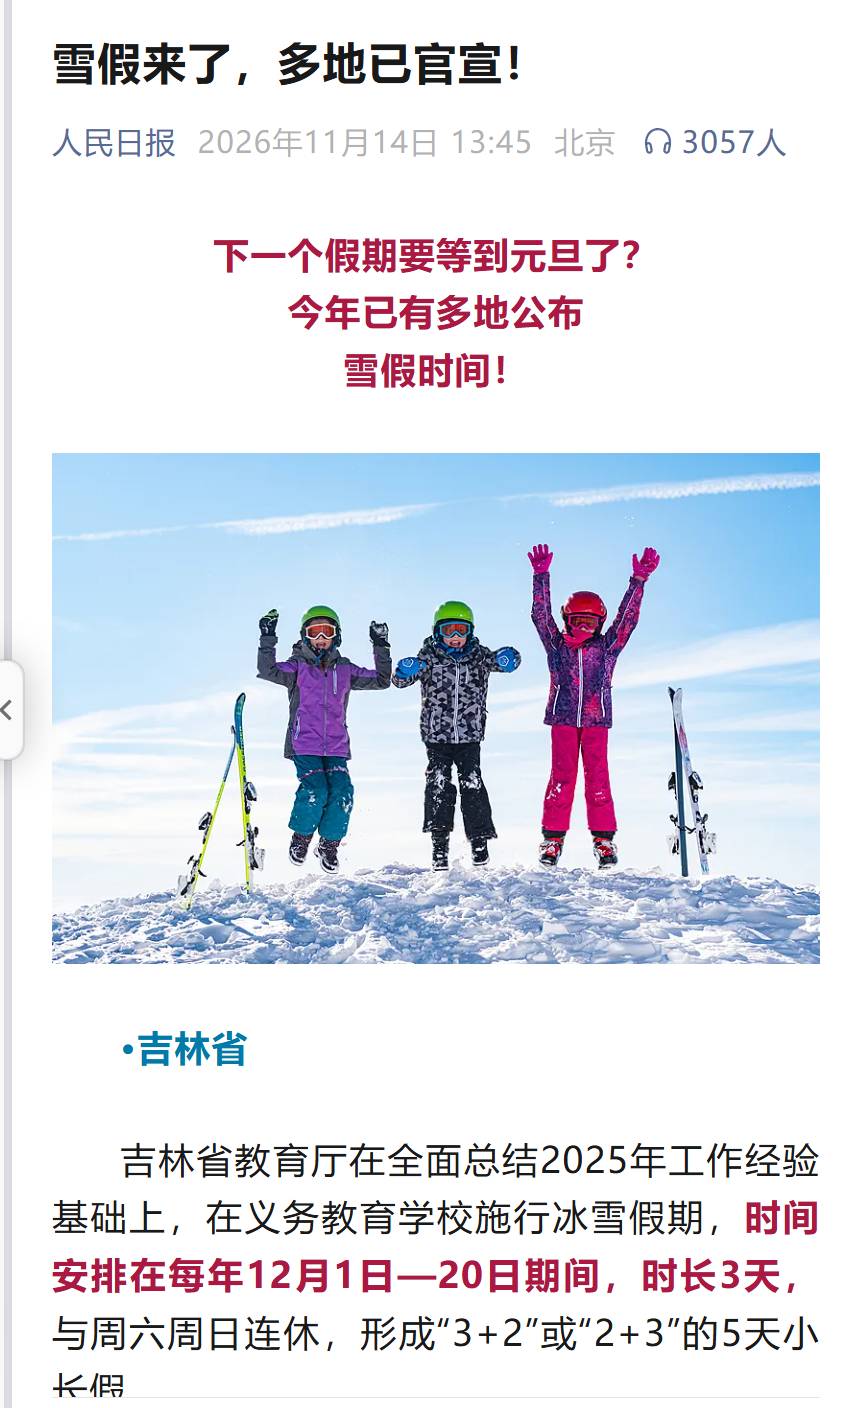 雪假来了，多地已官宣！
人民日报 2026年11月14日 13:45 北京 3057人
下一个假期要等到元旦了？
今年已有多地公布
雪假时间！
•吉林省
吉林省教育厅在全面总结2025年工作经验
基础上，在义务教育学校施行冰雪假期，时间
安排在每年12月1日—20日期间，时长3天，
与周六周日连休，形成“3+2”或“2+3”的5天小
长假